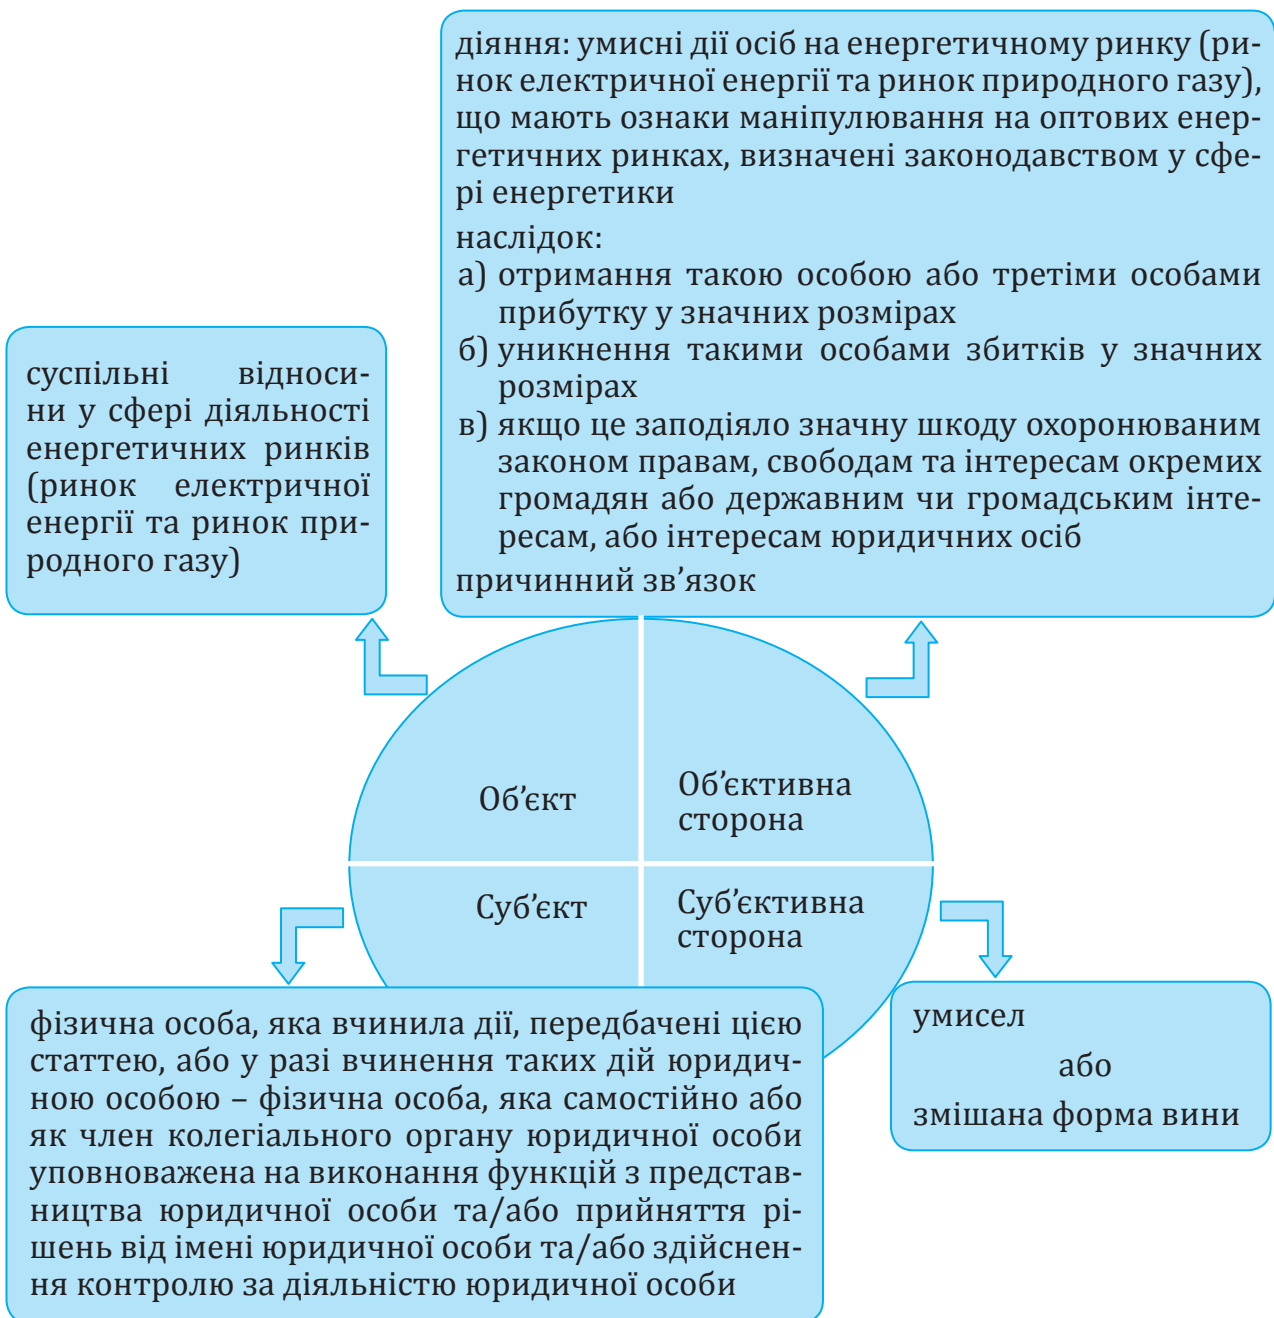 діяння: умисні дії осіб на енергетичному ринку (ри-
нок електричної енергії та ринок природного газу),
що мають ознаки маніпулювання на оптових енер-
гетичних ринках, визначені законодавством у сфе-
рі енергетики
наслідок:
а) отримання такою особою або третіми особами
прибутку у значних розмірах
б) уникнення такими особами збитків у значних
розмірах
в) якщо це заподіяло значну шкоду охоронюваним
законом правам, свободам та інтересам окремих
громадян або державним чи громадським інте-
ресам, або інтересам юридичних осіб
причинний зв’язок
суспільні відноси-
ни у сфері діяльності
енергетичних ринків
(ринок електричної
енергії та ринок при-
родного газу)
Об’єкт
Об’єктивна
сторона
Суб’єкт
Суб’єктивна
сторона
фізична особа, яка вчинила дії, передбачені цією
статтею, або у разі вчинення таких дій юридич-
ною особою – фізична особа, яка самостійно або
як член колегіального органу юридичної особи
уповноважена на виконання функцій з представ-
ництва юридичної особи та/або прийняття рі-
шень від імені юридичної особи та/або здійснен-
ня контролю за діяльністю юридичної особи
умисел
або
змішана форма вини